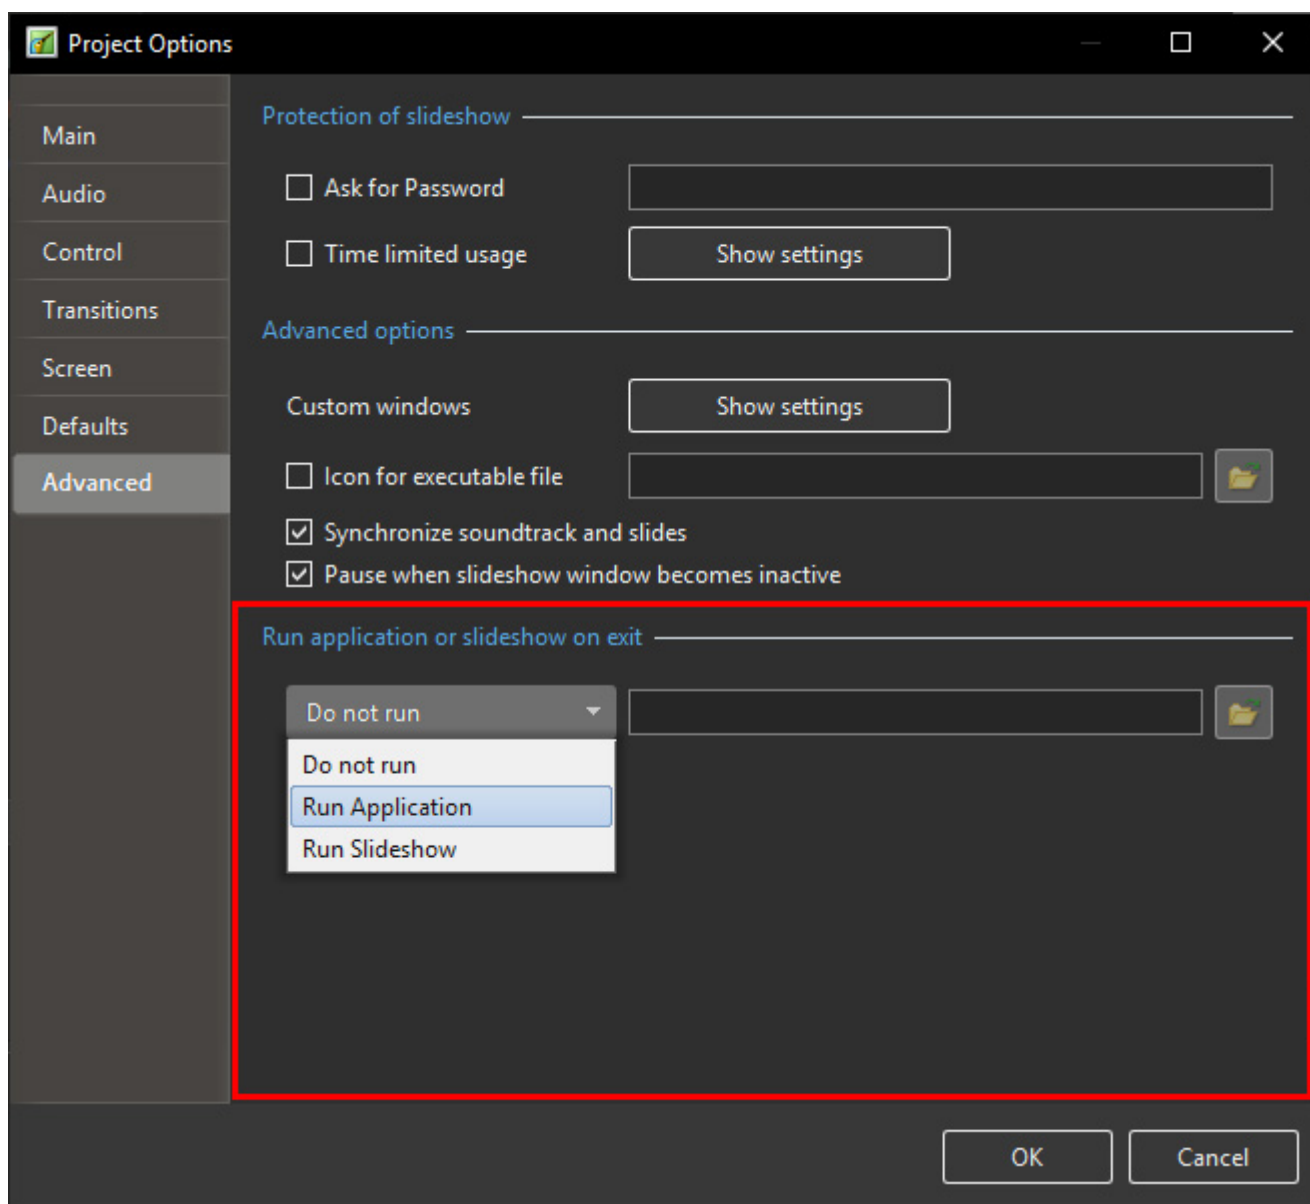 Project Options
Main
Audio
Control
Transitions
Screen
Defaults
Advanced
Protection of slideshow
Ask for Password
Time limited usage
Show settings
Advanced options
Custom windows
Show settings
Icon for executable file
Synchronize soundtrack and slides
Pause when slideshow window becomes inactive
Run application or slideshow on exit
Do not run
Do not run
Run Application
Run Slideshow
OK
Cancel